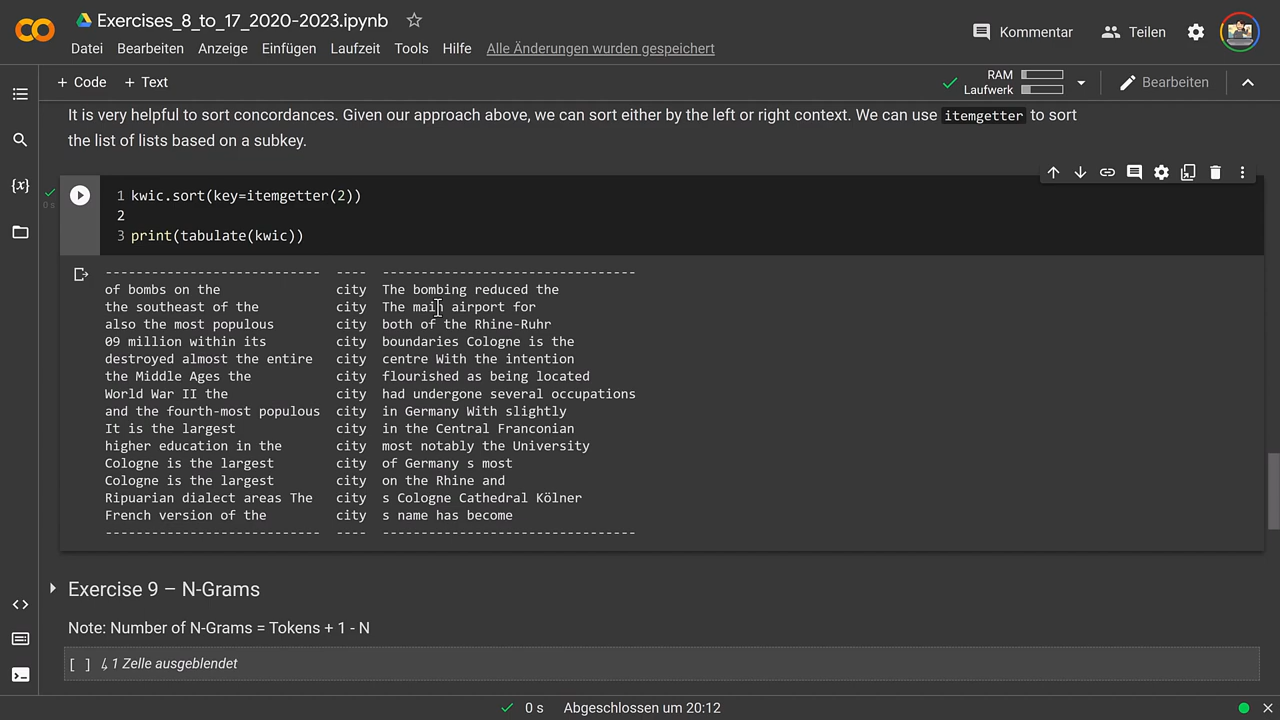 Exercises_8_to_17_2020-2023.ipynb
Datei Bearbeiten Anzeige Einfügen Laufzeit Tools Hilfe Alle Änderungen wurden gespeichert
Kommentar Teilen
+ Code + Text
RAM
Laufwerk
Bearbeiten
It is very helpful to sort concordances. Given our approach above, we can sort either by the left or right context. We can use itemgetter to sort
the list of lists based on a subkey.
0s
1 kwic.sort(key=itemgetter(2))
2
3 print(tabulate(kwic))
---------------------------- ---- ---------------------------------
of bombs on the city The bombing reduced the
the southeast of the city The main airport for
also the most populous city both of the Rhine-Ruhr
09 million within its city boundaries Cologne is the
destroyed almost the entire city centre With the intention
the Middle Ages the city flourished as being located
World War II the city had undergone several occupations
and the fourth-most populous city in Germany With slightly
It is the largest city in the Central Franconian
higher education in the city most notably the University
Cologne is the largest city of Germany s most
Cologne is the largest city on the Rhine and
Ripuarian dialect areas The city s Cologne Cathedral Kölner
French version of the city s name has become
---------------------------- ---- ---------------------------------
Exercise 9 – N-Grams
Note: Number of N-Grams = Tokens + 1 - N
[ ] ↳ 1 Zelle ausgeblendet
0 s Abgeschlossen um 20:12